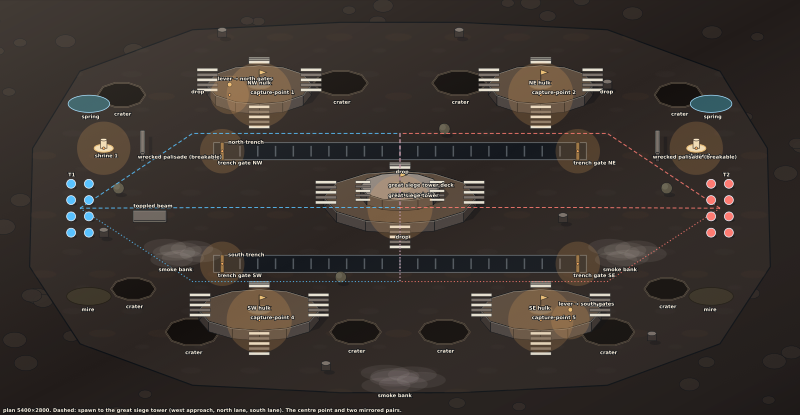 lever → north gates
NW hulk
NE hulk
drop
capture-point 1
capture-point 2
drop
crater
crater
spring
crater
crater
spring
north trench
shrine 1
wrecked palisade (breakable)
trench gate NW
trench gate NE
wrecked palisade (breakable)
T1
drop
T2
great siege tower deck
great siege tower
toppled beam
drop
south trench
smoke bank
trench gate SW
trench gate SE
smoke bank
mire
crater
SW hulk
SE hulk
lever → south gates
crater
mire
capture-point 4
capture-point 5
crater
crater
crater
crater
smoke bank
plan 5400×2800. Dashed: spawn to the great siege tower (west approach, north lane, south lane). The centre point and two mirrored pairs.